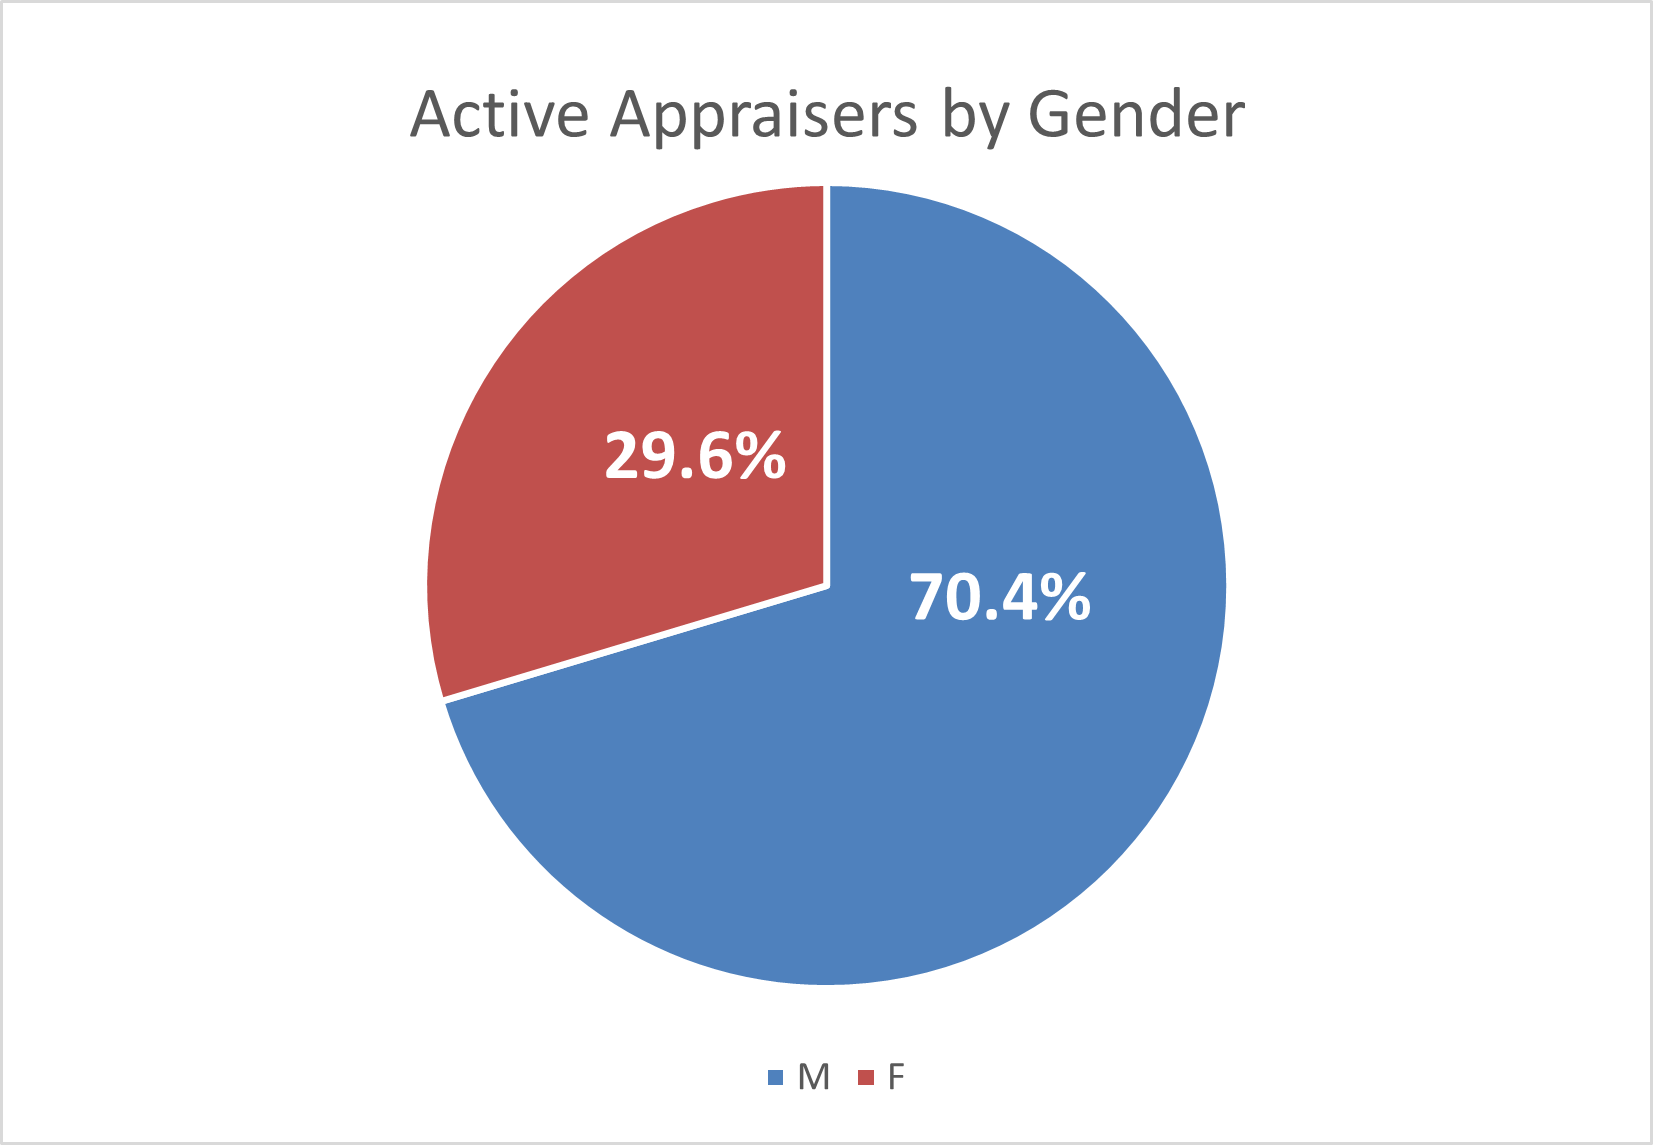 Active Appraisers by Gender
29.6%
70.4%
M F